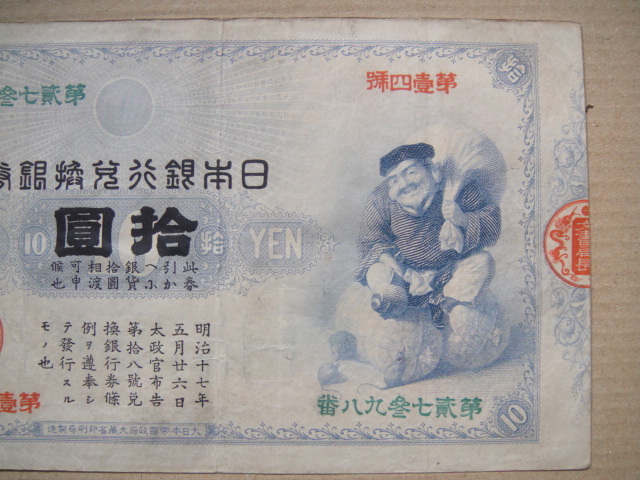 拾
第壹四號
第貳七叁
日本銀行兌換銀券
拾圓
10
拾
YEN
此券
引か
へに
銀貨
拾圓
相渡
可申
候也
明治十七年
五月廿六日
太政官布告
第拾八號兌
換銀行券條
例ヲ遵奉シ
テ發行スル
モノ也
第貳七叁九八番
第壹
10
大日本帝國政府大藏省印刷局製造